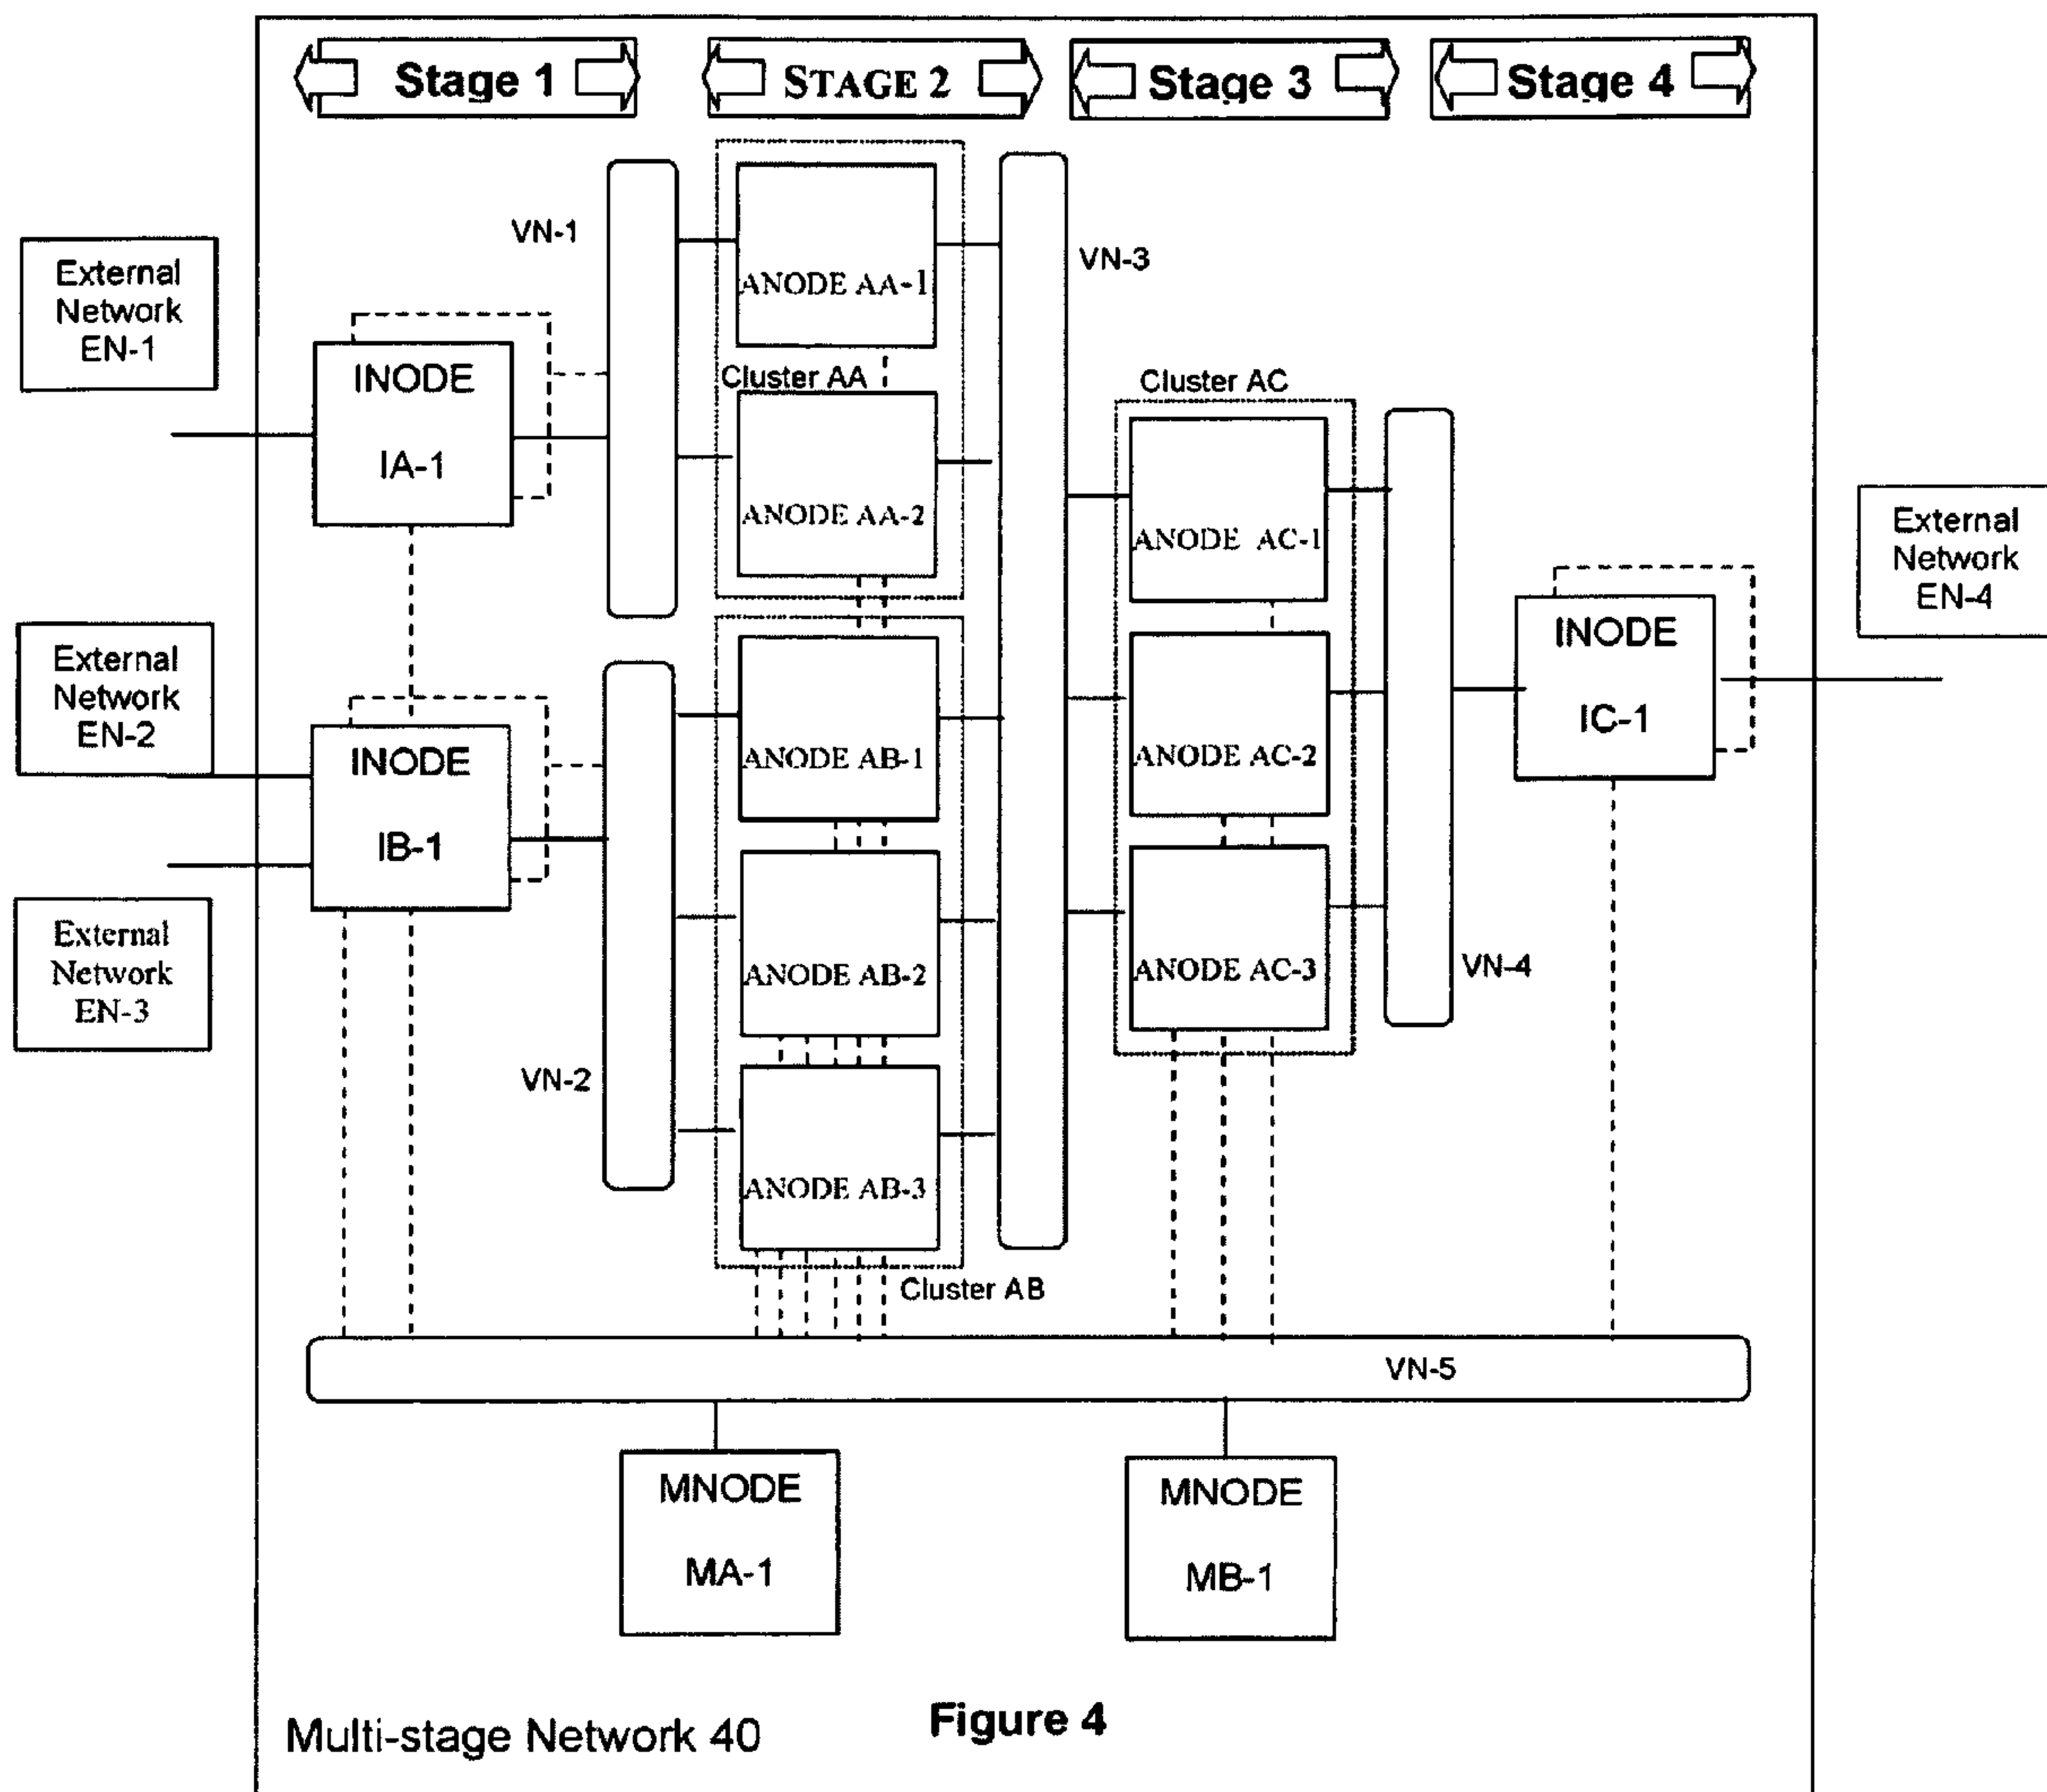 Stage 1
STAGE 2
Stage 3
Stage 4
VN-1
VN-3
External
Network
EN-1
ANODE AA-1
INODE
IA-1
Cluster AA
ANODE AA-2
Cluster AC
ANODE AC-1
External
Network
EN-4
External
Network
EN-2
INODE
IB-1
ANODE AB-1
ANODE AC-2
INODE
IC-1
External
Network
EN-3
ANODE AB-2
ANODE AC-3
VN-4
VN-2
ANODE AB-3
Cluster AB
VN-5
MNODE
MA-1
MNODE
MB-1
Multi-stage Network 40
Figure 4